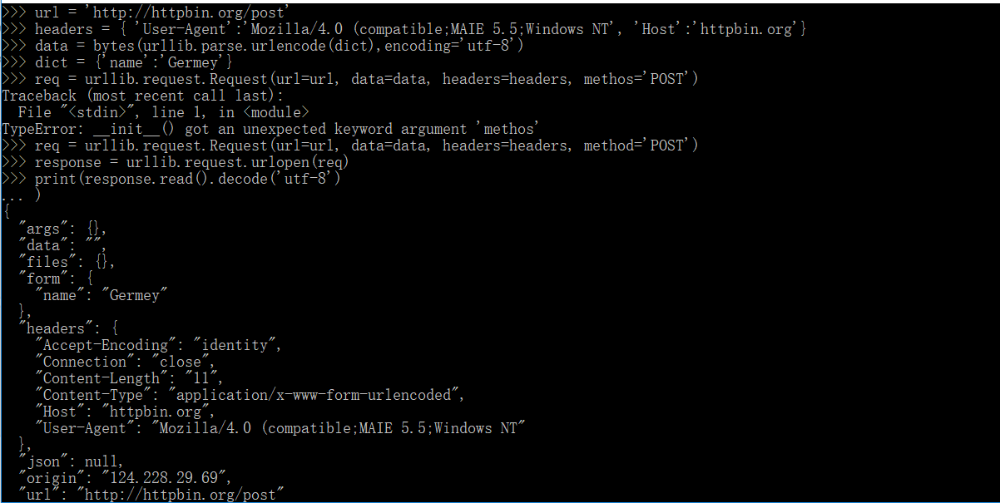 >>> url = 'http://httpbin.org/post'
>>> headers = { 'User-Agent':'Mozilla/4.0 (compatible;MAIE 5.5;Windows NT', 'Host':'httpbin.org'}
>>> data = bytes(urllib.parse.urlencode(dict),encoding='utf-8')
>>> dict = {'name':'Germey'}
>>> req = urllib.request.Request(url=url, data=data, headers=headers, methos='POST')
Traceback (most recent call last):
  File "<stdin>", line 1, in <module>
TypeError: __init__() got an unexpected keyword argument 'methos'
>>> req = urllib.request.Request(url=url, data=data, headers=headers, method='POST')
>>> response = urllib.request.urlopen(req)
>>> print(response.read().decode('utf-8')
... )
{
  "args": {},
  "data": "",
  "files": {},
  "form": {
    "name": "Germey"
  },
  "headers": {
    "Accept-Encoding": "identity",
    "Connection": "close",
    "Content-Length": "11",
    "Content-Type": "application/x-www-form-urlencoded",
    "Host": "httpbin.org",
    "User-Agent": "Mozilla/4.0 (compatible;MAIE 5.5;Windows NT"
  },
  "json": null,
  "origin": "124.228.29.69",
  "url": "http://httpbin.org/post"